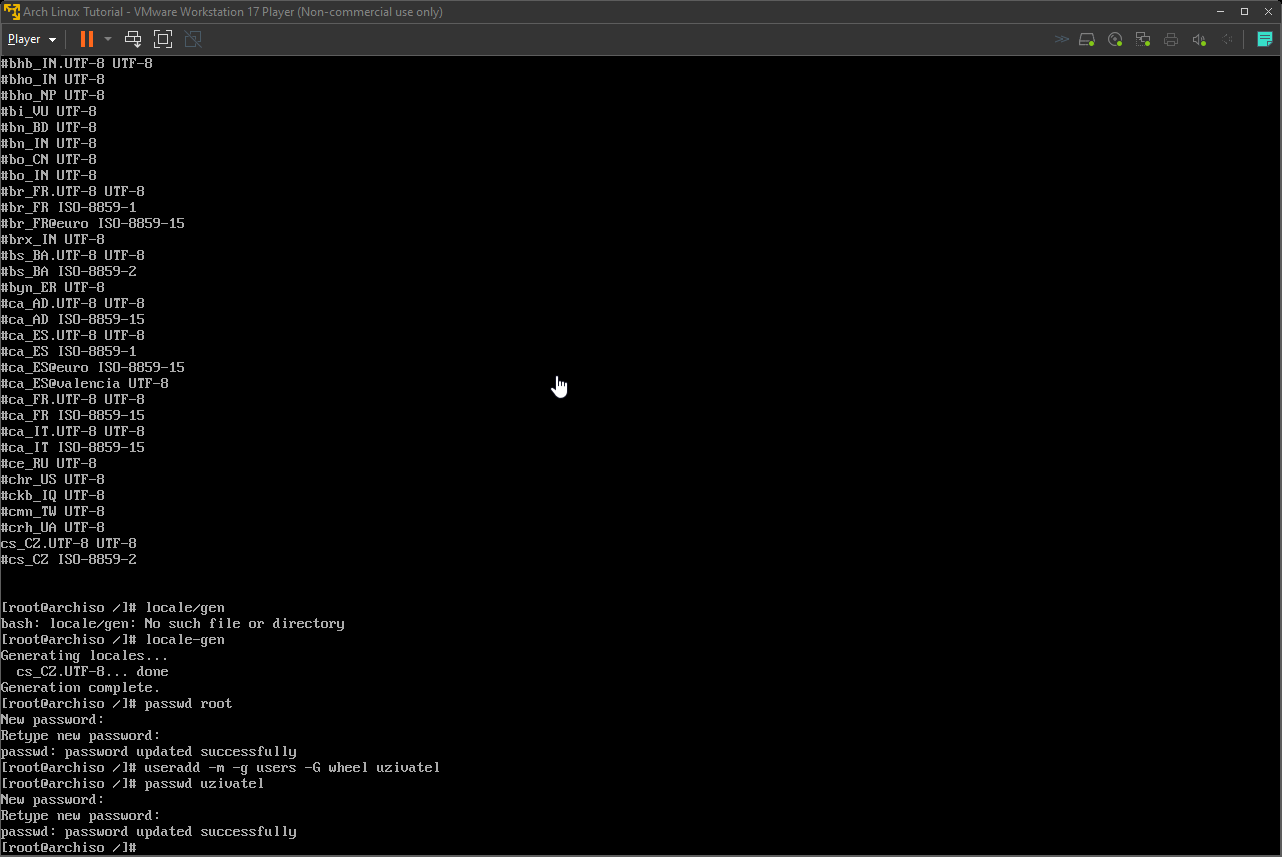 Arch Linux Tutorial - VMware Workstation 17 Player (Non-commercial use only)
Player
#bhb_IN.UTF-8 UTF-8
#bho_IN UTF-8
#bho_NP UTF-8
#bi_VU UTF-8
#bn_BD UTF-8
#bn_IN UTF-8
#bo_CN UTF-8
#bo_IN UTF-8
#br_FR.UTF-8 UTF-8
#br_FR ISO-8859-1
#br_FR@euro ISO-8859-15
#brx_IN UTF-8
#bs_BA.UTF-8 UTF-8
#bs_BA ISO-8859-2
#byn_ER UTF-8
#ca_AD.UTF-8 UTF-8
#ca_AD ISO-8859-15
#ca_ES.UTF-8 UTF-8
#ca_ES ISO-8859-1
#ca_ES@euro ISO-8859-15
#ca_ES@valencia UTF-8
#ca_FR.UTF-8 UTF-8
#ca_FR ISO-8859-15
#ca_IT.UTF-8 UTF-8
#ca_IT ISO-8859-15
#ce_RU UTF-8
#chr_US UTF-8
#ckb_IQ UTF-8
#cmn_TW UTF-8
#crh_UA UTF-8
cs_CZ.UTF-8 UTF-8
#cs_CZ ISO-8859-2
[root@archiso /]# locale/gen
bash: locale/gen: No such file or directory
[root@archiso /]# locale-gen
Generating locales...
cs_CZ.UTF-8... done
Generation complete.
[root@archiso /]# passwd root
New password:
Retype new password:
passwd: password updated successfully
[root@archiso /]# useradd -m -g users -G wheel uzivatel
[root@archiso /]# passwd uzivatel
New password:
Retype new password:
passwd: password updated successfully
[root@archiso /]#